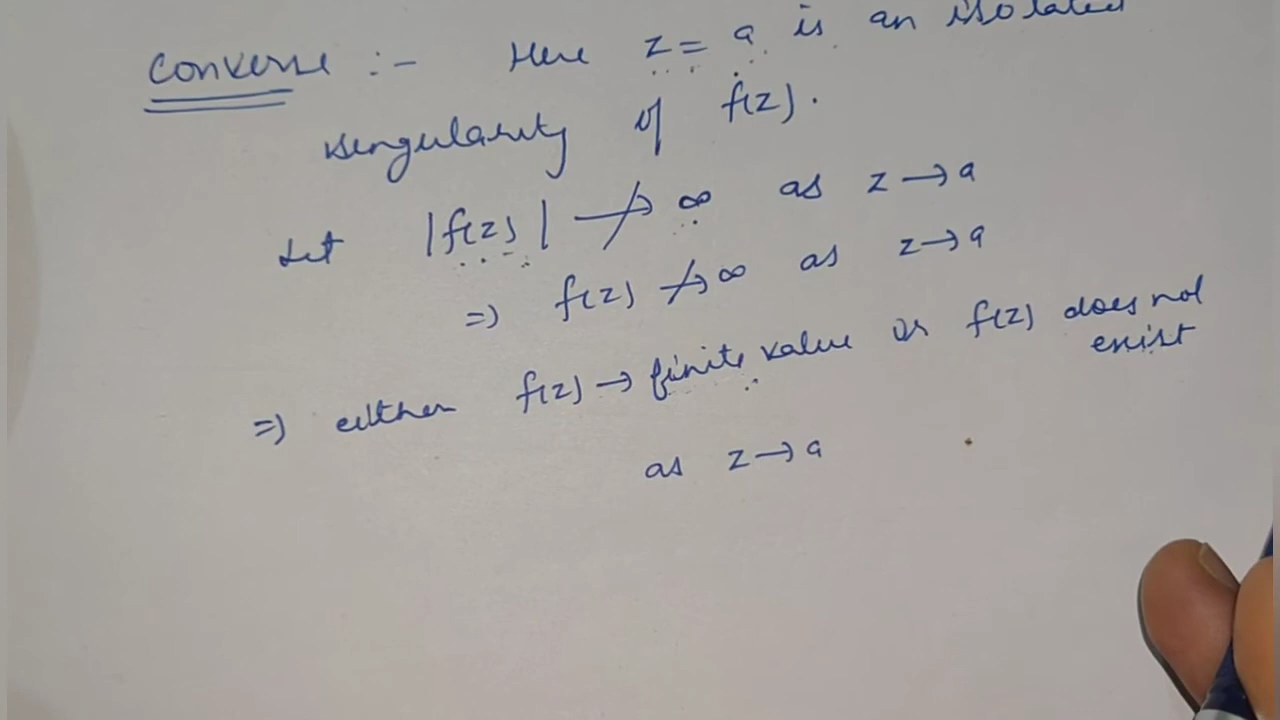 Converse :- Here z = a is an isolated
singularity of f(z).
Let |f(z)| ↛ ∞ as z → a
=) f(z) ↛ ∞ as z → a
=) either f(z) → finite value or f(z) does not
exist
as z → a